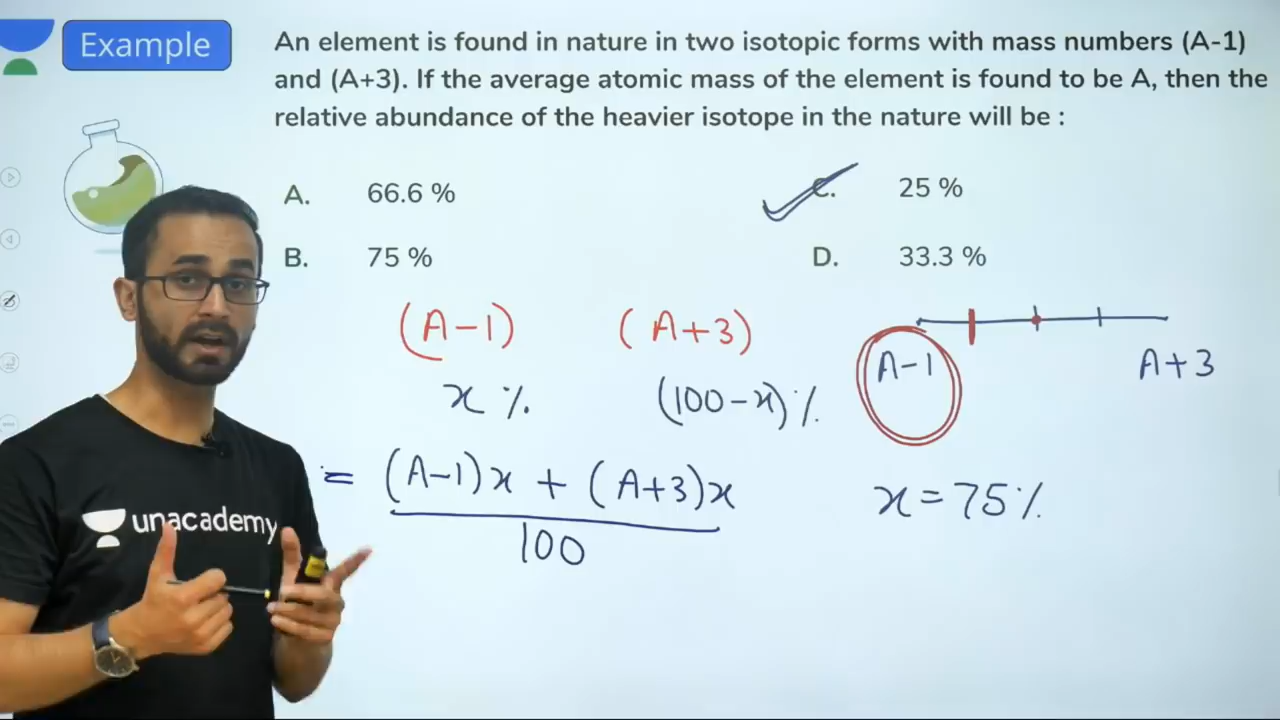 Example
An element is found in nature in two isotopic forms with mass numbers (A-1)
and (A+3). If the average atomic mass of the element is found to be A, then the
relative abundance of the heavier isotope in the nature will be :
A. 66.6 %
C. 25 %
B. 75 %
D. 33.3 %
(A-1) (A+3)
x % (100-x) %
A-1 A+3
= (A-1)x + (A+3)x
100
x = 75 %
unacademy